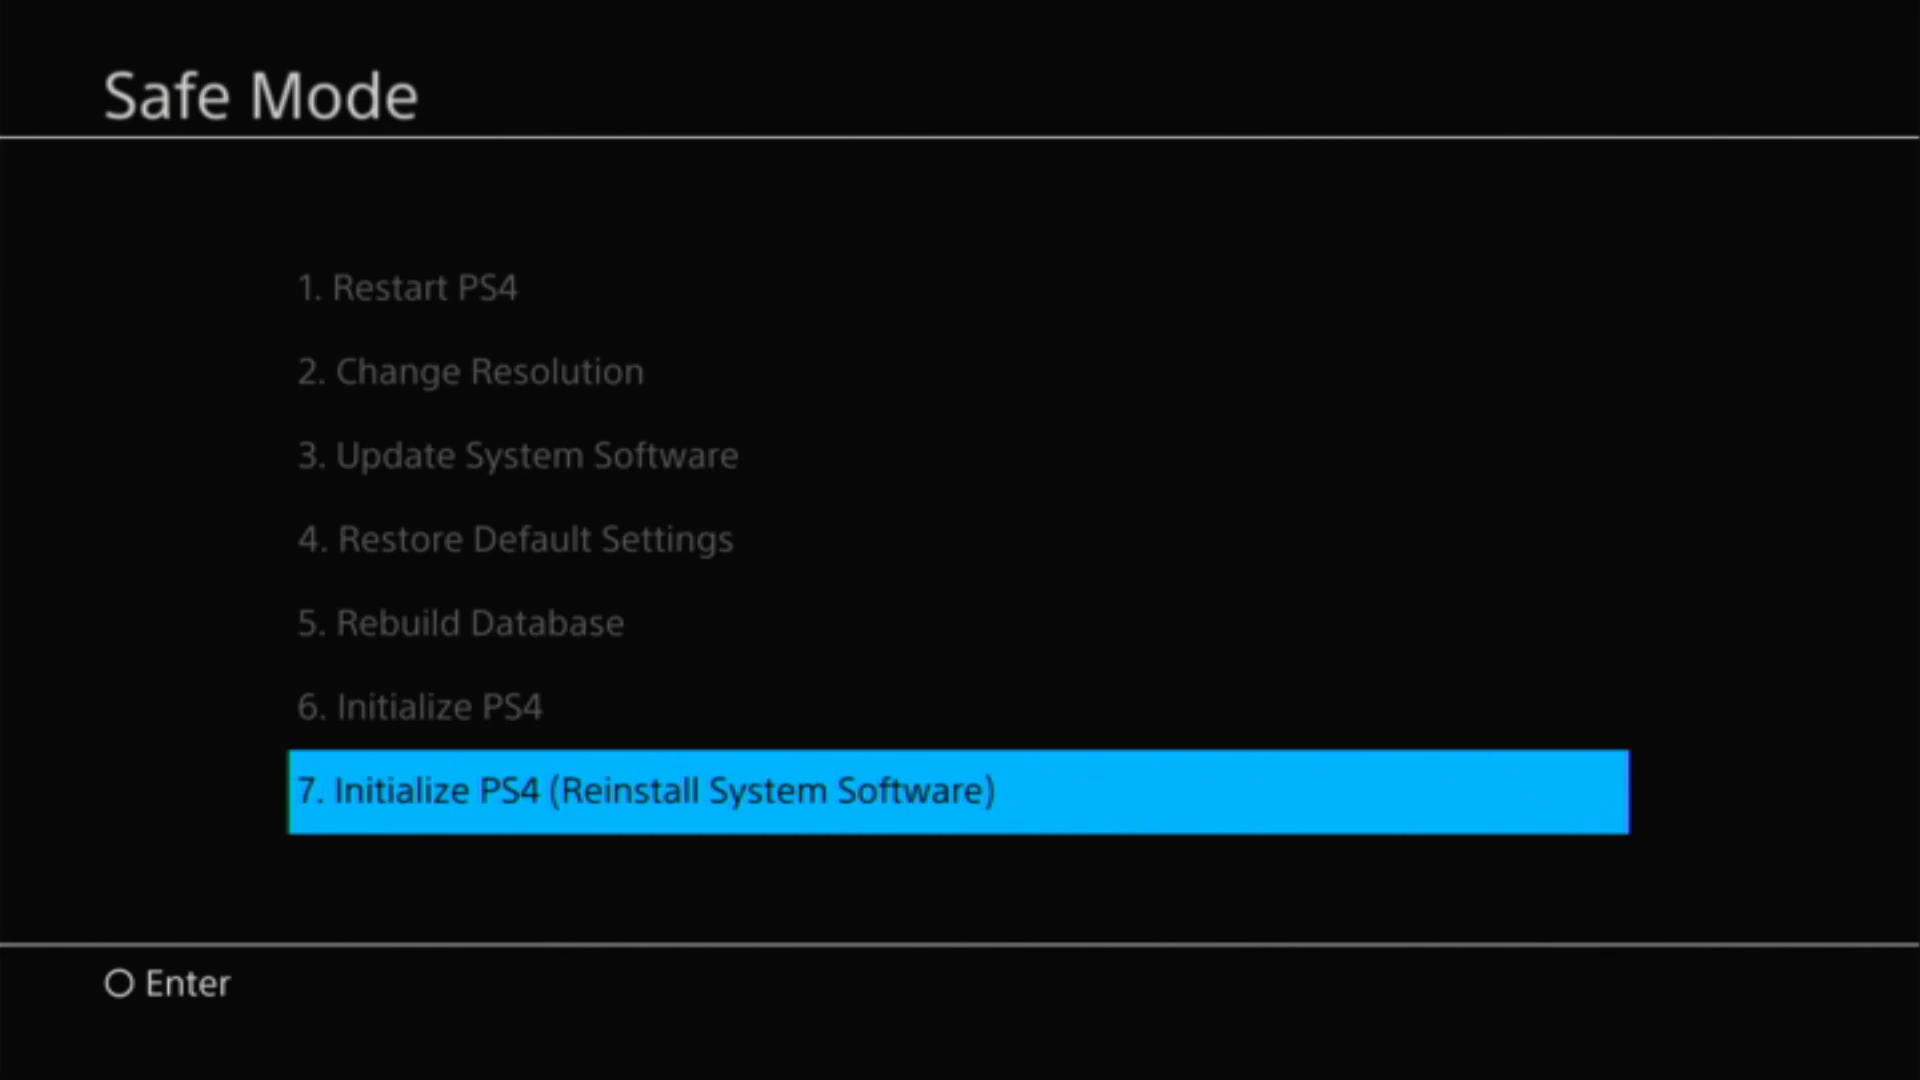 Safe Mode
1. Restart PS4
2. Change Resolution
3. Update System Software
4. Restore Default Settings
5. Rebuild Database
6. Initialize PS4
7. Initialize PS4 (Reinstall System Software)
Enter